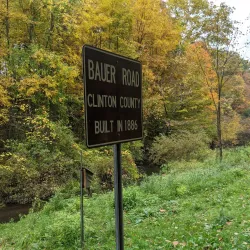 BAUER ROAD
CLINTON COUNTY
BUILT IN 1886